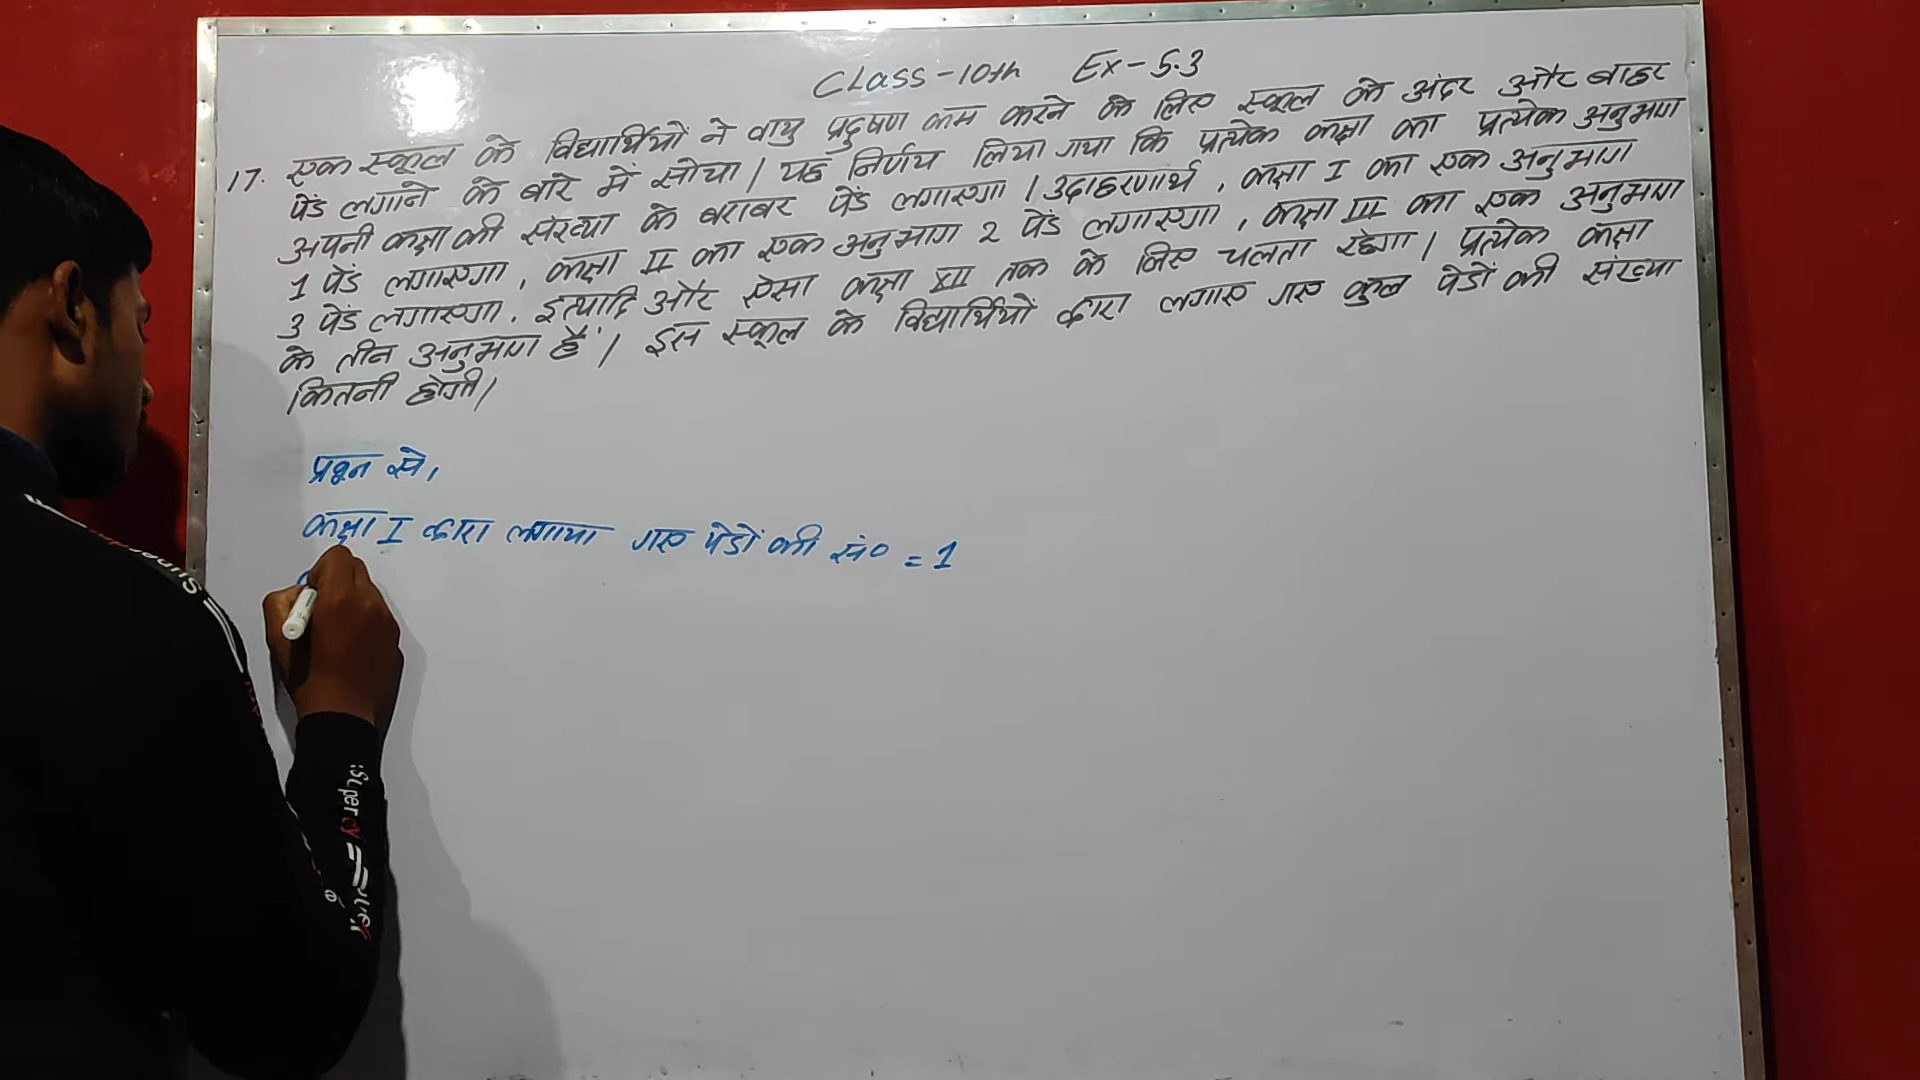 Class-10th Ex-5.3
17. एक स्कूल के विद्यार्थियों ने वायु प्रदुषण कम करने के लिए स्कूल के अंदर और बाहर
पेंड लगाने के बारे में सोचा। यह निर्णय लिया गया कि प्रत्येक कक्षा का प्रत्येक अनुभाग
अपनी कक्षा की संख्या के बराबर पेंड लगाएगा। उदाहरणार्थ, कक्षा I का एक अनुभाग
1 पेंड लगाएगा, कक्षा II का एक अनुभाग 2 पेंड लगाएगा, कक्षा III का एक अनुभाग
3 पेंड लगाएगा, इत्यादि और ऐसा कक्षा XII तक के लिए चलता रहेगा। प्रत्येक कक्षा
के तीन अनुभाग हैं। इस स्कूल के विद्यार्थियों द्वारा लगाए गए कुल पेडों की संख्या
कितनी होगी।
प्रश्न से,
कक्षा I द्वारा लगाया गए पेडों की सं० = 1